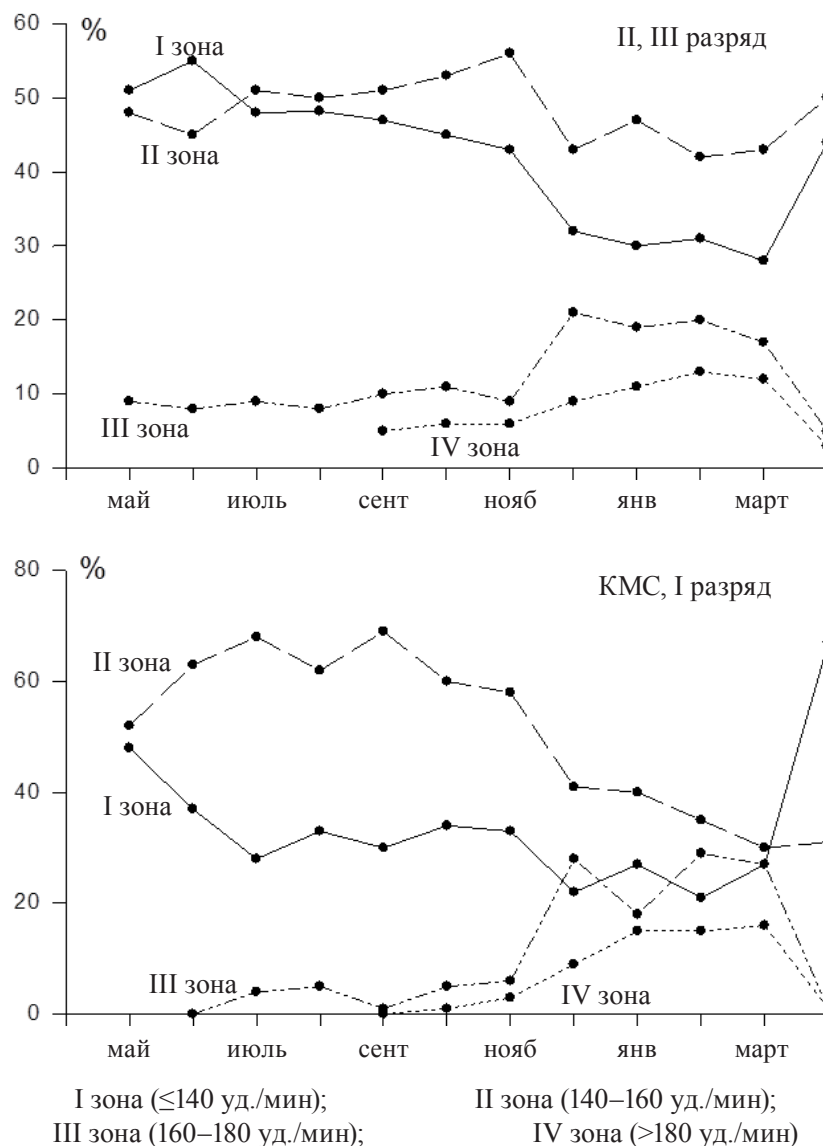 60
%
I зона
II, III разряд
50
II зона
40
30
20
10
III зона
IV зона
0
май июль сент нояб янв март
80
%
КМС, I разряд
II зона
60
40
I зона
20
III зона
IV зона
0
май июль сент нояб янв март
I зона (≤140 уд./мин); II зона (140–160 уд./мин);
III зона (160–180 уд./мин); IV зона (>180 уд./мин)